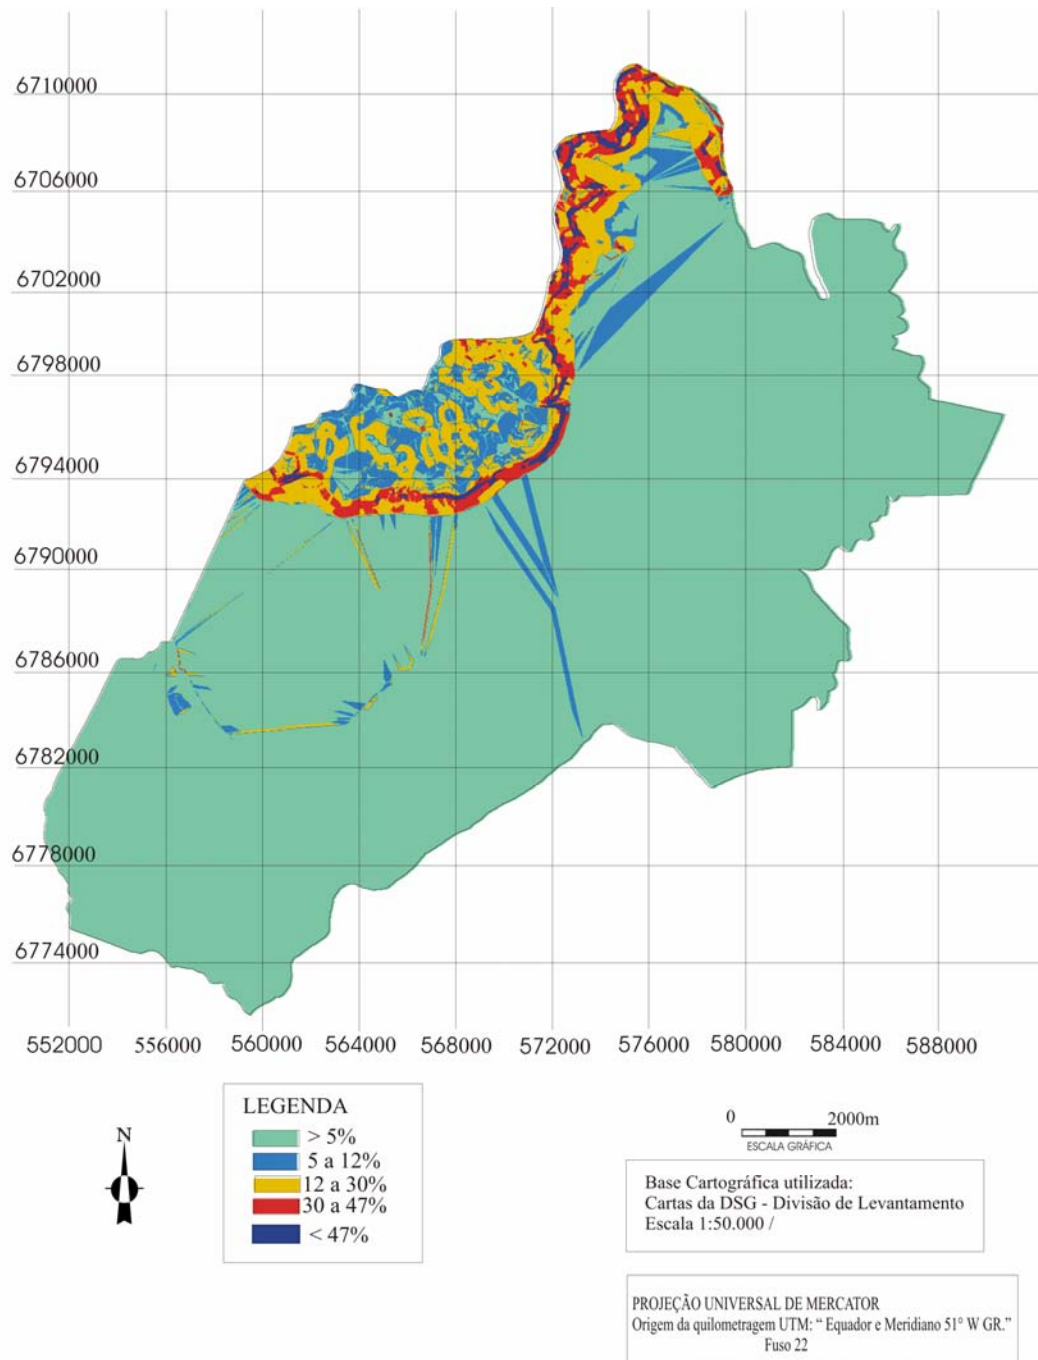 6710000
6706000
6702000
6798000
6794000
6790000
6786000
6782000
6778000
6774000
552000 556000 560000 564000 568000 572000 576000 580.000 584000 588000
LEGENDA
> 5%
5 a 12%
12 a 30%
30 a 47%
< 47%
N
0 2000m
ESCALA GRÁFICA
Base Cartográfica utilizada:
Cartas da DSG - Divisão de Levantamento
Escala 1:50.000 /
PROJEÇÃO UNIVERSAL DE MERCATOR
Origem da quilometragem UTM: “ Equador e Meridiano 51° W GR.”
Fuso 22